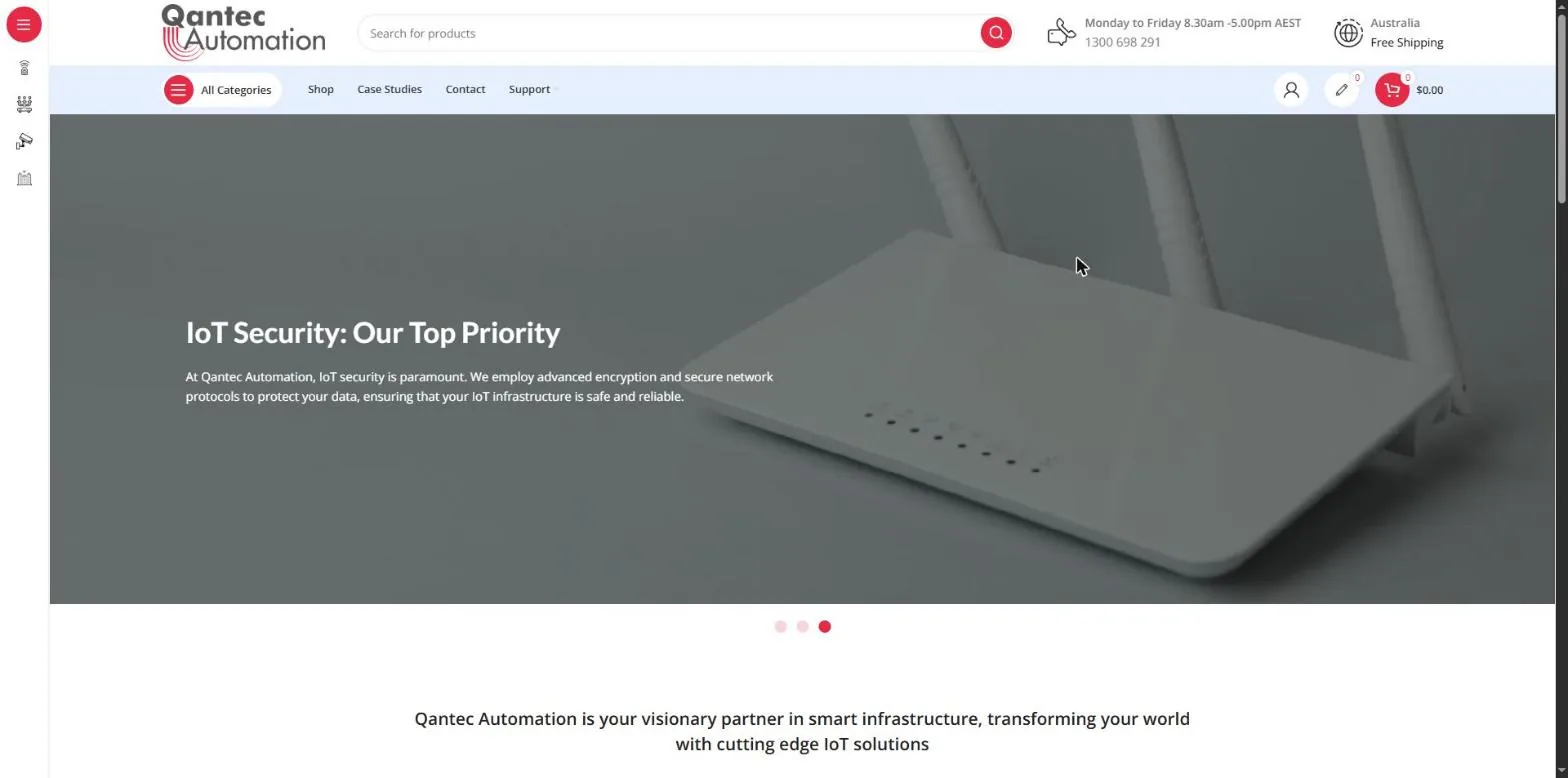 Qantec
Automation
Search for products
Monday to Friday 8.30am -5.00pm AEST
1300 698 291
Australia
Free Shipping
All Categories
Shop
Case Studies
Contact
Support
0
0
$0.00
IoT Security: Our Top Priority
At Qantec Automation, IoT security is paramount. We employ advanced encryption and secure network
protocols to protect your data, ensuring that your IoT infrastructure is safe and reliable.
Qantec Automation is your visionary partner in smart infrastructure, transforming your world
with cutting edge IoT solutions